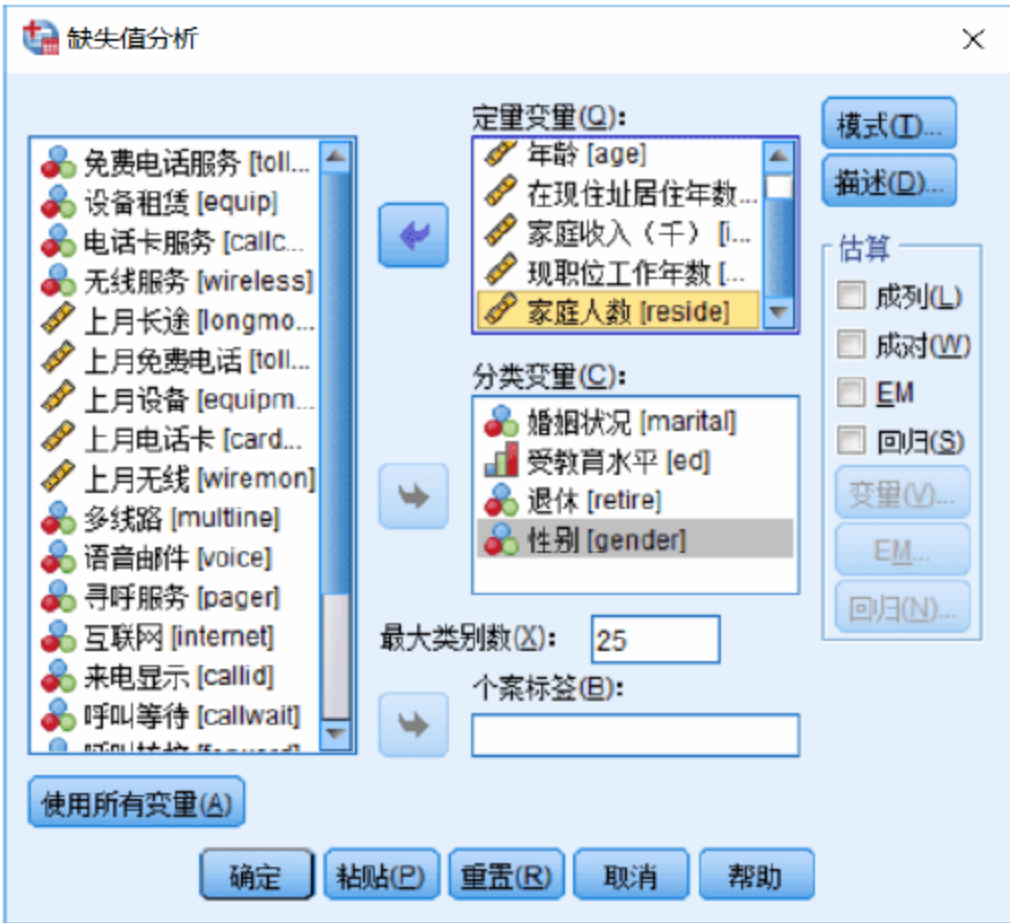 缺失值分析
免费电话服务 [toll...
设备租赁 [equip]
电话卡服务 [callc...
无线服务 [wireless]
上月长途 [longmo...
上月免费电话 [toll...
上月设备 [equipm...
上月电话卡 [card...
上月无线 [wiremon]
多线路 [multline]
语音邮件 [voice]
寻呼服务 [pager]
互联网 [internet]
来电显示 [callid]
呼叫等待 [callwait]
使用所有变量(A)
定量变量(Q):
年龄 [age]
在现住址居住年数...
家庭收入（千） [i...
现职位工作年数 [...
家庭人数 [reside]
分类变量(C):
婚姻状况 [marital]
受教育水平 [ed]
退休 [retire]
性别 [gender]
最大类别数(X): 25
个案标签(B):
模式(T)...
描述(D)...
估算
成列(L)
成对(W)
EM
回归(S)
变量(V)...
EM...
回归(N)...
确定 粘贴(P) 重置(R) 取消 帮助